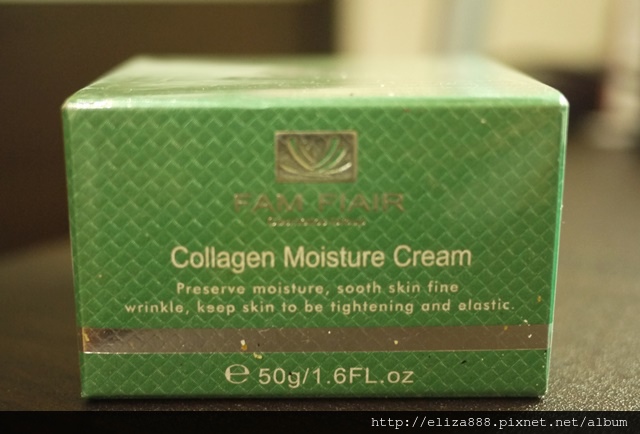 FAM FIAIR
Collagen Moisture Cream
Preserve moisture, sooth skin fine
wrinkle, keep skin to be tightening and elastic.
℮ 50g/1.6FL.oz
http://eliza888.pixnet.net/album